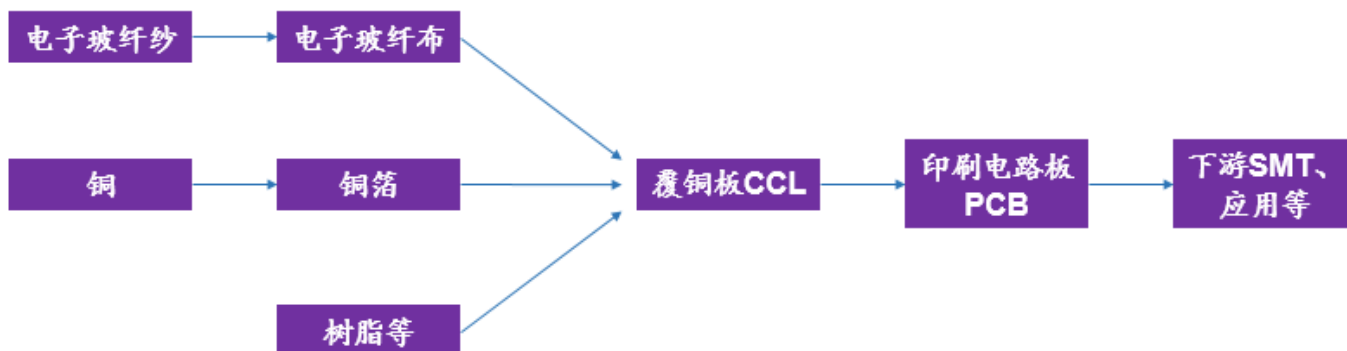 电子玻纤纱
电子玻纤布
铜
铜箔
覆铜板CCL
印刷电路板
PCB
下游SMT、
应用等
树脂等